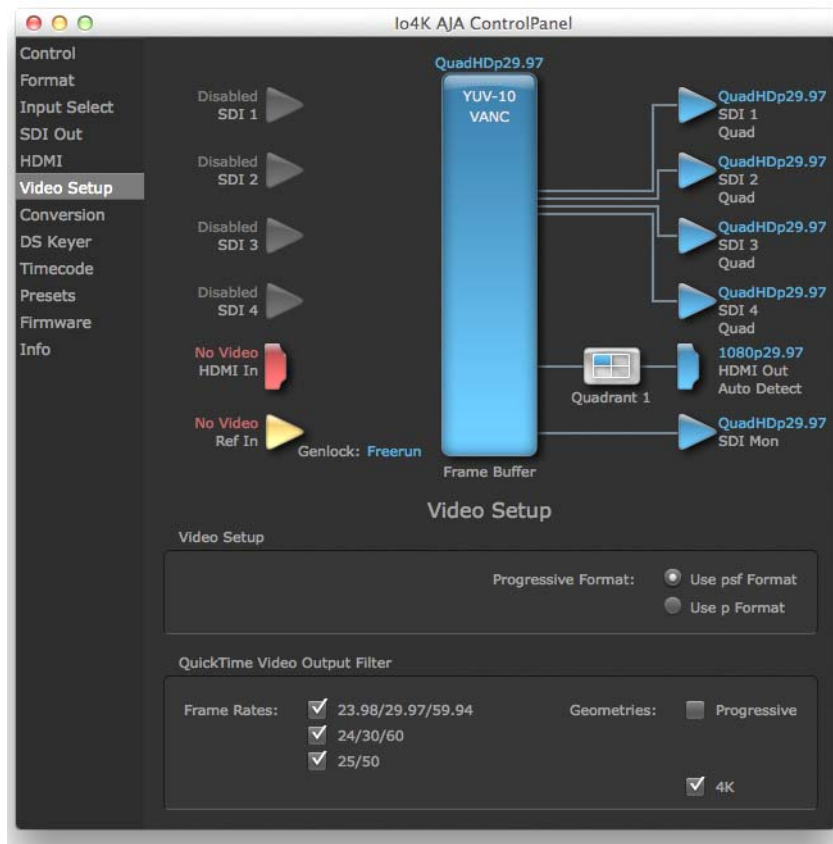 Io4K AJA ControlPanel
Control
Format
Input Select
SDI Out
HDMI
Video Setup
Conversion
DS Keyer
Timecode
Presets
Firmware
Info
QuadHDp29.97
YUV-10
VANC
Disabled
SDI 1
Disabled
SDI 2
Disabled
SDI 3
Disabled
SDI 4
No Video
HDMI In
No Video
Ref In
Genlock: Freerun
Frame Buffer
QuadHDp29.97
SDI 1
Quad
QuadHDp29.97
SDI 2
Quad
QuadHDp29.97
SDI 3
Quad
QuadHDp29.97
SDI 4
Quad
Quadrant 1
1080p29.97
HDMI Out
Auto Detect
QuadHDp29.97
SDI Mon
Video Setup
Video Setup
Progressive Format:
Use psf Format
Use p Format
QuickTime Video Output Filter
Frame Rates:
23.98/29.97/59.94
24/30/60
25/50
Geometries:
Progressive
4K